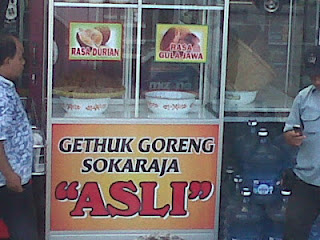 RASA DURIAN
RASA
GULA JAWA
GETHUK GORENG
SOKARAJA
"ASLI"